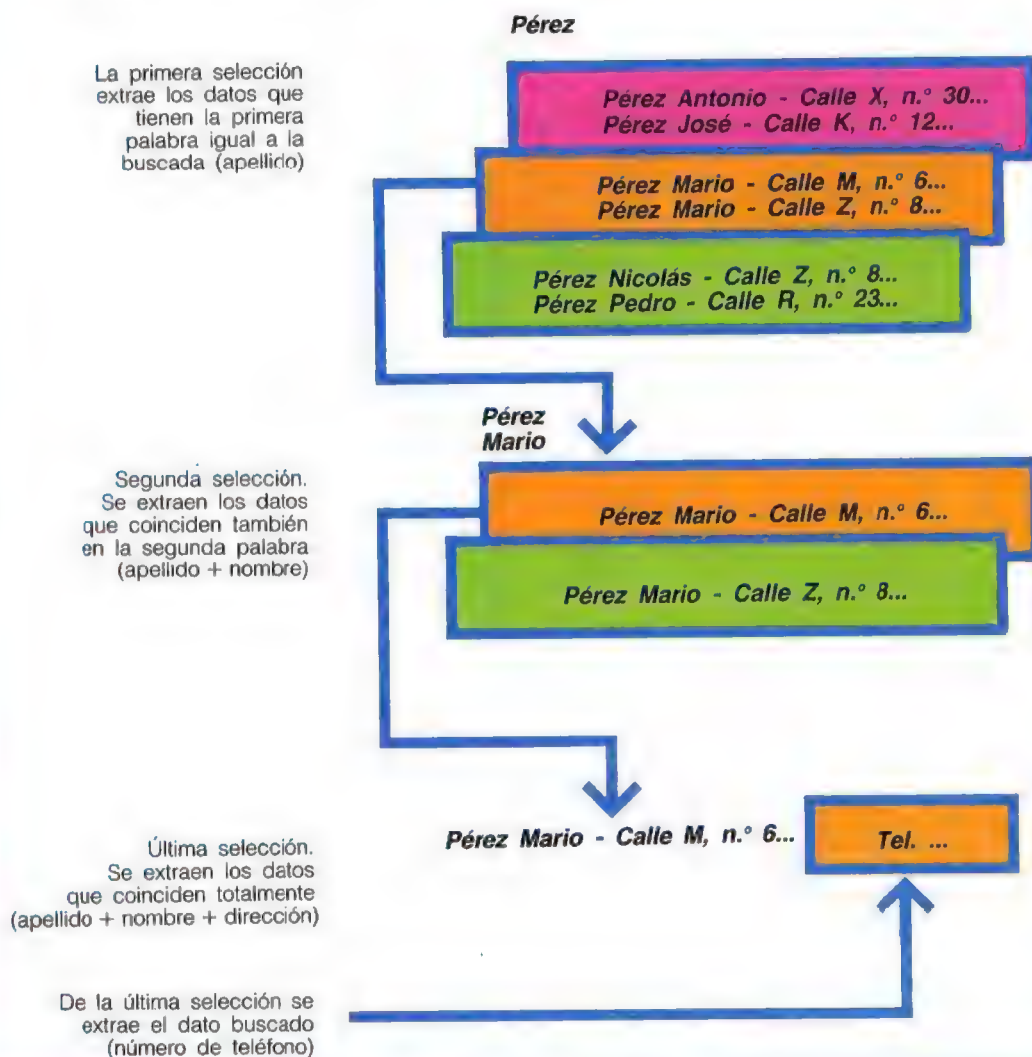 Pérez
La primera selección
extrae los datos que
tienen la primera
palabra igual a la
buscada (apellido)
Pérez Antonio - Calle X, n.° 30...
Pérez José - Calle K, n.° 12...
Pérez Mario - Calle M, n.° 6...
Pérez Mario - Calle Z, n.° 8...
Pérez Nicolás - Calle Z, n.° 8...
Pérez Pedro - Calle R, n.° 23...
Pérez
Mario
Segunda selección.
Se extraen los datos
que coinciden también
en la segunda palabra
(apellido + nombre)
Pérez Mario - Calle M, n.° 6...
Pérez Mario - Calle Z, n.° 8...
Última selección.
Se extraen los datos
que coinciden totalmente
(apellido + nombre + dirección)
Pérez Mario - Calle M, n.° 6...
Tel. ...
De la última selección se
extrae el dato buscado
(número de teléfono)